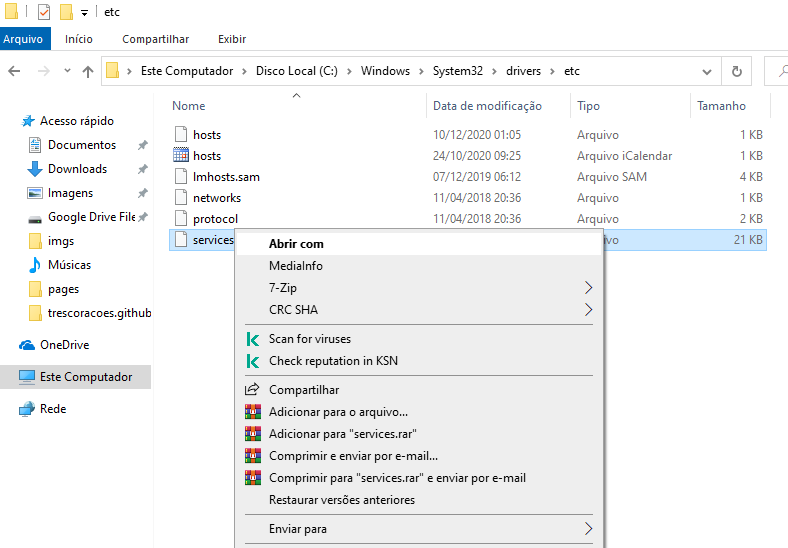 etc
Arquivo Início Compartilhar Exibir
Este Computador Disco Local (C:) Windows System32 drivers etc
Nome Data de modificação Tipo Tamanho
Acesso rápido
Documentos
Downloads
Imagens
Google Drive File
imgs
Músicas
pages
trescoracoes.github
OneDrive
Este Computador
Rede
hosts 10/12/2020 01:05 Arquivo 1 KB
hosts 24/10/2020 09:25 Arquivo iCalendar 1 KB
lmhosts.sam 07/12/2019 06:12 Arquivo SAM 4 KB
networks 11/04/2018 20:36 Arquivo 1 KB
protocol 11/04/2018 20:36 Arquivo 2 KB
services ivo 21 KB
Abrir com
MediaInfo
7-Zip
CRC SHA
Scan for viruses
Check reputation in KSN
Compartilhar
Adicionar para o arquivo...
Adicionar para "services.rar"
Comprimir e enviar por e-mail...
Comprimir para "services.rar" e enviar por e-mail
Restaurar versões anteriores
Enviar para